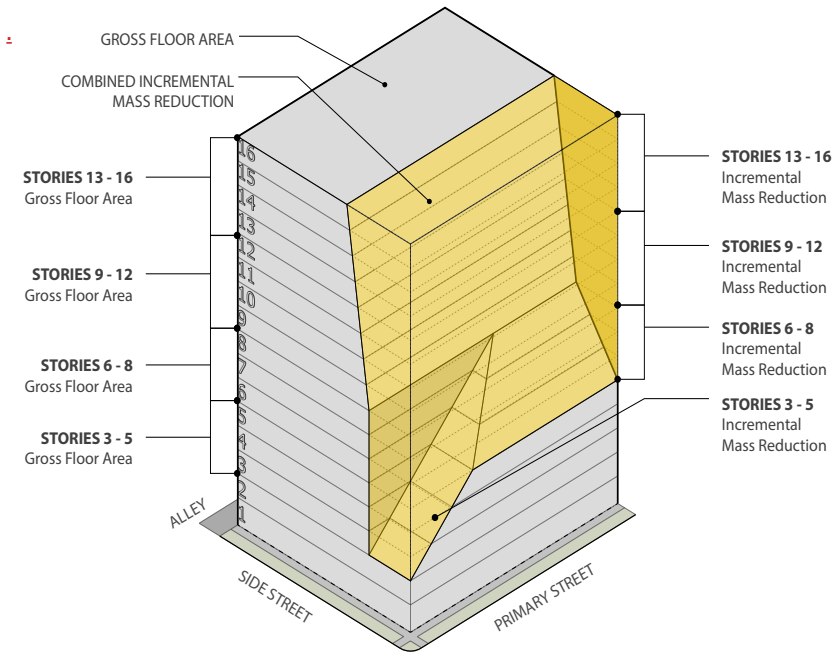 GROSS FLOOR AREA
COMBINED INCREMENTAL
MASS REDUCTION
STORIES 13 - 16
Gross Floor Area
STORIES 9 - 12
Gross Floor Area
STORIES 6 - 8
Gross Floor Area
STORIES 3 - 5
Gross Floor Area
16
15
14
13
12
11
10
9
8
7
6
5
4
3
2
1
STORIES 13 - 16
Incremental
Mass Reduction
STORIES 9 - 12
Incremental
Mass Reduction
STORIES 6 - 8
Incremental
Mass Reduction
STORIES 3 - 5
Incremental
Mass Reduction
ALLEY
SIDE STREET
PRIMARY STREET